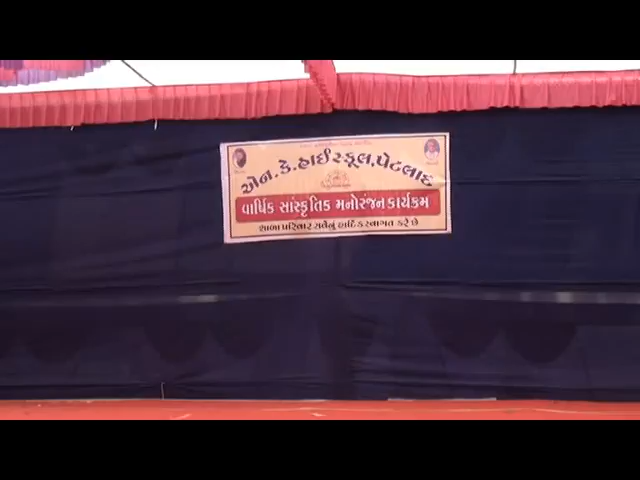 એન.કે.હાઈસ્કૂલ,પેટલાદ
વાર્ષિક સાંસ્કૃતિક મનોરંજન કાર્યક્રમ
શાળા પરિવાર સર્વેનું હાર્દિક સ્વાગત કરે છે